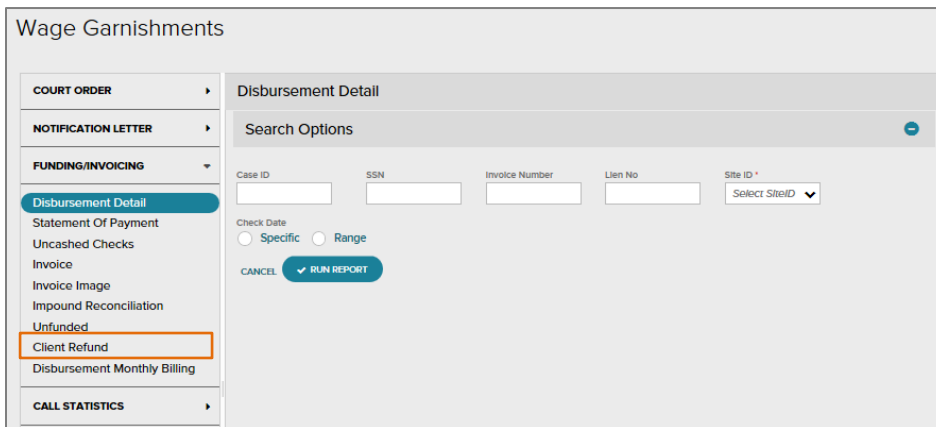 Wage Garnishments
COURT ORDER
NOTIFICATION LETTER
FUNDING/INVOICING
Disbursement Detail
Statement Of Payment
Uncashed Checks
Invoice
Invoice Image
Impound Reconciliation
Unfunded
Client Refund
Disbursement Monthly Billing
CALL STATISTICS
Disbursement Detail
Search Options
Case ID SSN Invoice Number Lien No Site ID *
Select SiteID
Check Date
Specific Range
CANCEL RUN REPORT